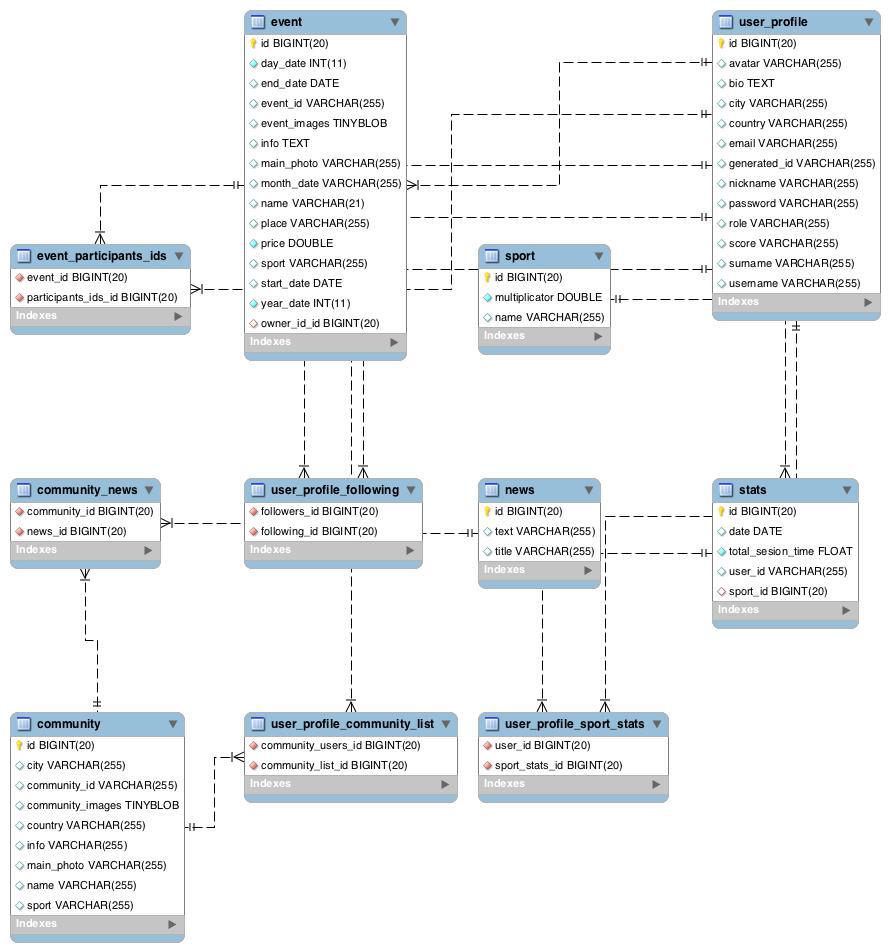 event
id BIGINT(20)
day_date INT(11)
end_date DATE
event_id VARCHAR(255)
event_images TINYBLOB
info TEXT
main_photo VARCHAR(255)
month_date VARCHAR(255)
name VARCHAR(21)
place VARCHAR(255)
price DOUBLE
sport VARCHAR(255)
start_date DATE
year_date INT(11)
owner_id_id BIGINT(20)
Indexes
user_profile
id BIGINT(20)
avatar VARCHAR(255)
bio TEXT
city VARCHAR(255)
country VARCHAR(255)
email VARCHAR(255)
generated_id VARCHAR(255)
nickname VARCHAR(255)
password VARCHAR(255)
role VARCHAR(255)
score VARCHAR(255)
surname VARCHAR(255)
username VARCHAR(255)
Indexes
event_participants_ids
event_id BIGINT(20)
participants_ids_id BIGINT(20)
Indexes
sport
id BIGINT(20)
multiplicator DOUBLE
name VARCHAR(255)
Indexes
community_news
community_id BIGINT(20)
news_id BIGINT(20)
Indexes
user_profile_following
followers_id BIGINT(20)
following_id BIGINT(20)
Indexes
news
id BIGINT(20)
text VARCHAR(255)
title VARCHAR(255)
Indexes
stats
id BIGINT(20)
date DATE
total_sesion_time FLOAT
user_id VARCHAR(255)
sport_id BIGINT(20)
Indexes
community
id BIGINT(20)
city VARCHAR(255)
community_id VARCHAR(255)
community_images TINYBLOB
country VARCHAR(255)
info VARCHAR(255)
main_photo VARCHAR(255)
name VARCHAR(255)
sport VARCHAR(255)
Indexes
user_profile_community_list
community_users_id BIGINT(20)
community_list_id BIGINT(20)
Indexes
user_profile_sport_stats
user_id BIGINT(20)
sport_stats_id BIGINT(20)
Indexes